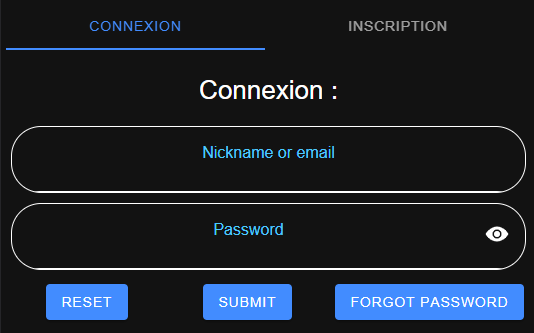 CONNEXION INSCRIPTION
Connexion :
Nickname or email
Password
RESET SUBMIT FORGOT PASSWORD